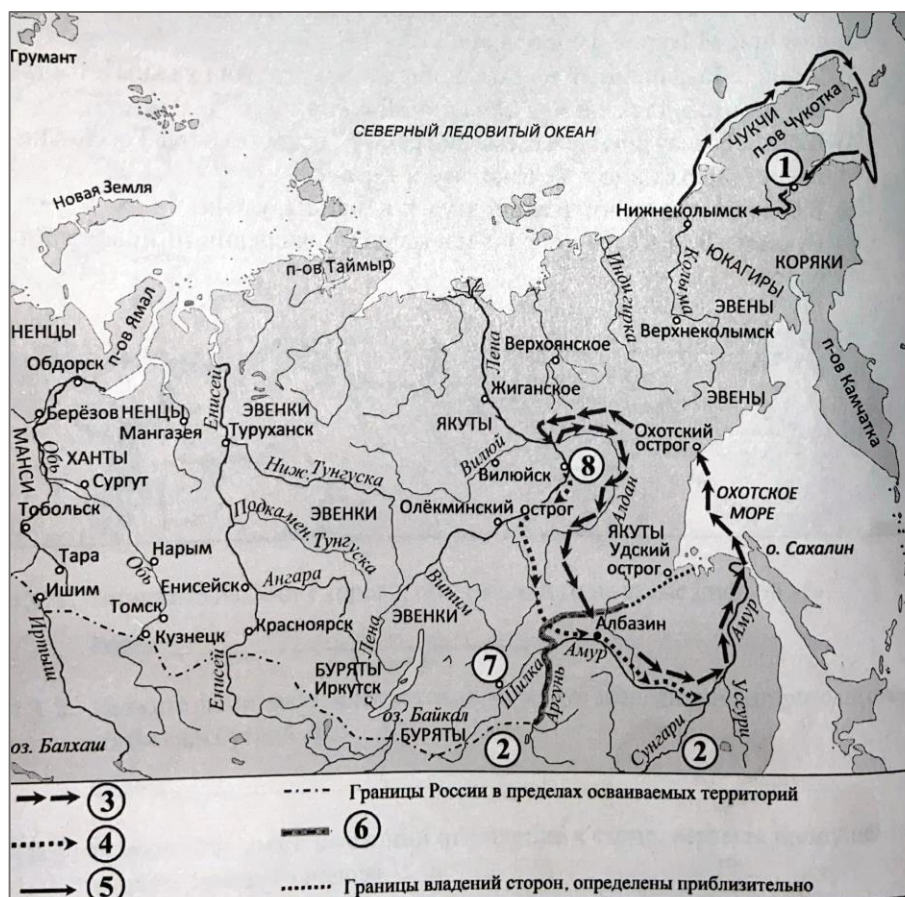 Грумант
СЕВЕРНЫЙ ЛЕДОВИТЫЙ ОКЕАН
ЧУКЧИ
п-ов Чукотка
1
Новая Земля
Нижнеколымск
п-ов Таймыр
Индигирка
Колыма
ЮКАГИРЫ
КОРЯКИ
п-ов Ямал
НЕНЦЫ
ЭВЕНЫ
Верхнеколымск
Обдорск
Енисей
Лена
Верхоянское
п-ов Камчатка
Жиганское
Берёзов
НЕНЦЫ
ЭВЕНКИ
ЭВЕНЫ
Мангазея
Туруханск
ЯКУТЫ
Охотский
острог
МАНСИ
Обь
ХАНТЫ
Вилюй
8
Сургут
Ниж. Тунгуска
Вилюйск
Алдан
Тобольск
Подкамен. Тунгуска
ЭВЕНКИ
Олёкминский
острог
ОХОТСКОЕ
МОРЕ
ЯКУТЫ
Удский
острог
о. Сахалин
Тара
Нарым
Обь
Ишим
Енисейск
Ангара
Витим
Томск
Лена
ЭВЕНКИ
Албазин
Амур
Амур
Иртыш
Кузнецк
Красноярск
Енисей
БУРЯТЫ
Иркутск
7
Шилка
Аргунь
Уссури
оз. Байкал
БУРЯТЫ
Сунгари
оз. Балхаш
2
2
3
Границы России в пределах осваиваемых территорий
4
6
5
Границы владений сторон, определены приблизительно